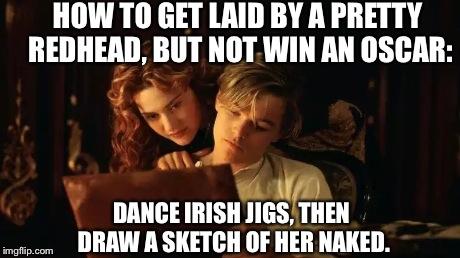 HOW TO GET LAID BY A PRETTY
REDHEAD, BUT NOT WIN AN OSCAR:
DANCE IRISH JIGS, THEN
DRAW A SKETCH OF HER NAKED.
imgflip.com